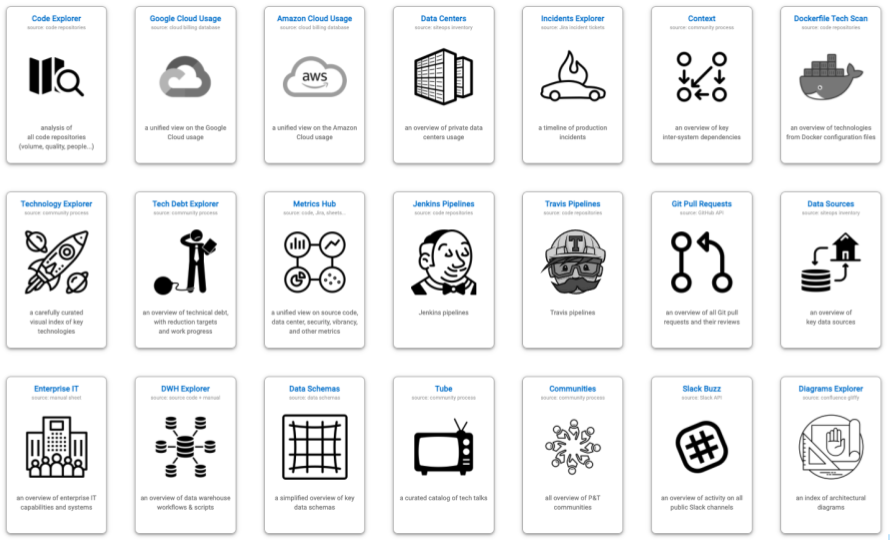 Code Explorer
source: code repositories
analysis of
all code repositories
(volume, quality, people...)
Google Cloud Usage
source: cloud billing database
a unified view on the Google
Cloud usage
Amazon Cloud Usage
source: cloud billing database
aws
a unified view on the Amazon
Cloud usage
Data Centers
source: siteops inventory
an overview of private data
centers usage
Incidents Explorer
source: Jira incident tickets
a timeline of production
incidents
Context
source: community process
an overview of key
inter-system dependencies
Dockerfile Tech Scan
source: code repositories
an overview of technologies
from Docker configuration files
Technology Explorer
source: community process
a carefully curated
visual index of key
technologies
Tech Debt Explorer
source: community process
an overview of technical debt,
with reduction targets
and work progress
Metrics Hub
source: code, Jira, sheets...
a unified view on source code,
data center, security, vibrancy,
and other metrics
Jenkins Pipelines
source: code repositories
Jenkins pipelines
Travis Pipelines
source: code repositories
T
Travis pipelines
Git Pull Requests
source: GitHub API
an overview of all Git pull
requests and their reviews
Data Sources
source: siteops inventory
an overview of
key data sources
Enterprise IT
source: manual sheet
an overview of enterprise IT
capabilities and systems
DWH Explorer
source: source code + manual
an overview of data warehouse
workflows & scripts
Data Schemas
source: data schemas
a simplified overview of key
data schemas
Tube
source: community process
a curated catalog of tech talks
Communities
source: community process
all overview of P&T
communities
Slack Buzz
source: Slack API
#
an overview of activity on all
public Slack channels
Diagrams Explorer
source: confluence gliffy
an index of architectural
diagrams